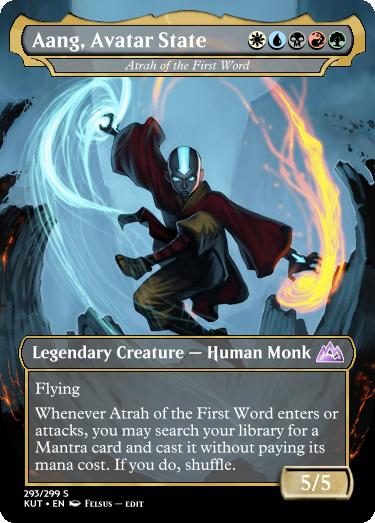 Aang, Avatar State
Atrah of the First Word
Legendary Creature — Human Monk
Flying
Whenever Atrah of the First Word enters or
attacks, you may search your library for a
Mantra card and cast it without paying its
mana cost. If you do, shuffle.
5/5
293/299 S
KUT • EN Felsus – edit